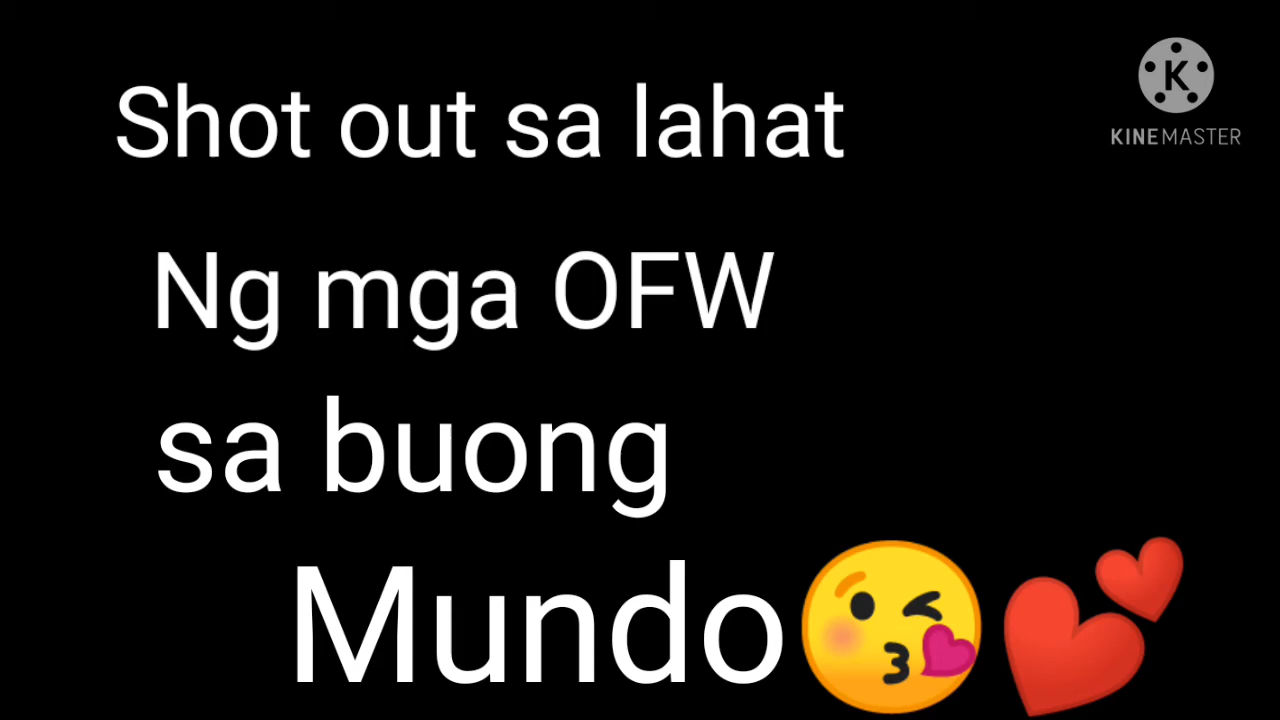 Shot out sa lahat
Ng mga OFW
sa buong
Mundo😘💕
K
KINEMASTER